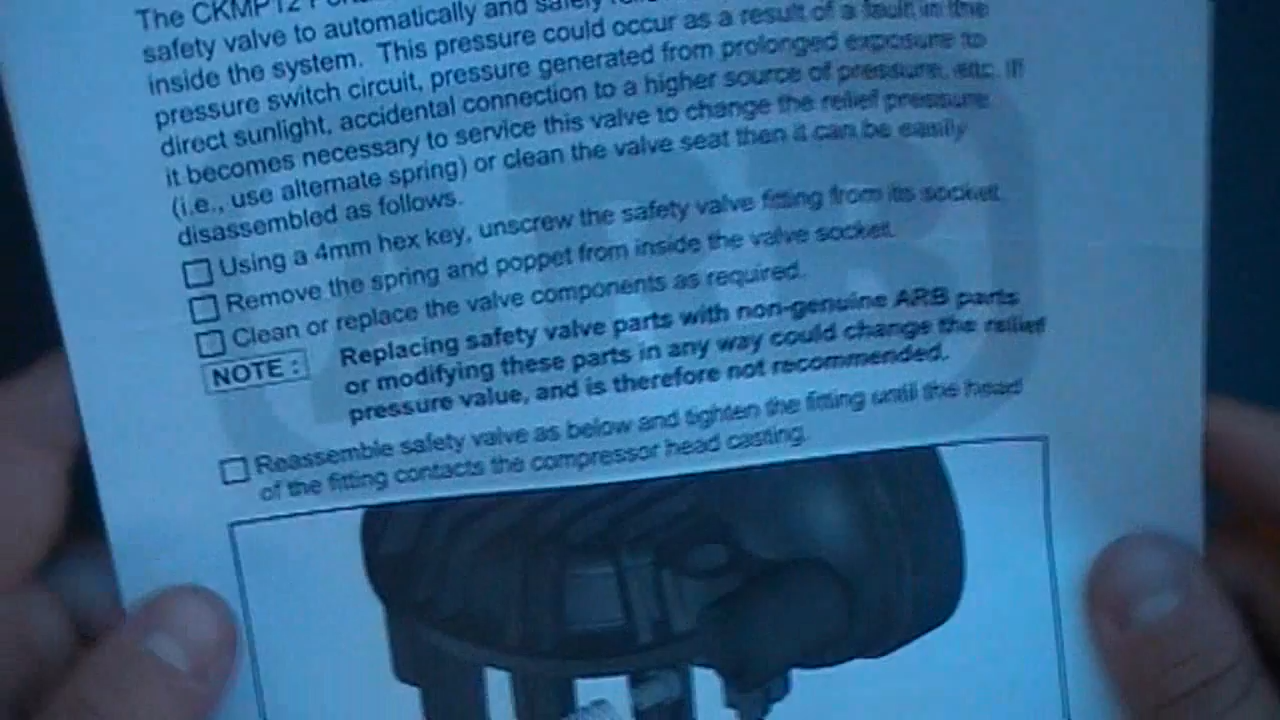 The CKMP12
safety valve to automatically and safely
inside the system. This pressure could occur as a result of a fault in the
pressure switch circuit, pressure generated from prolonged exposure to
direct sunlight, accidental connection to a higher source of pressure, etc. If
it becomes necessary to service this valve to change the relief pressure
(i.e., use alternate spring) or clean the valve seat then it can be easily
disassembled as follows.
Using a 4mm hex key, unscrew the safety valve fitting from its socket.
Remove the spring and poppet from inside the valve socket.
Clean or replace the valve components as required.
NOTE : Replacing safety valve parts with non-genuine ARB parts
or modifying these parts in any way could change the relief
pressure value, and is therefore not recommended.
Reassemble safety valve as below and tighten the fitting until the head
of the fitting contacts the compressor head casting.